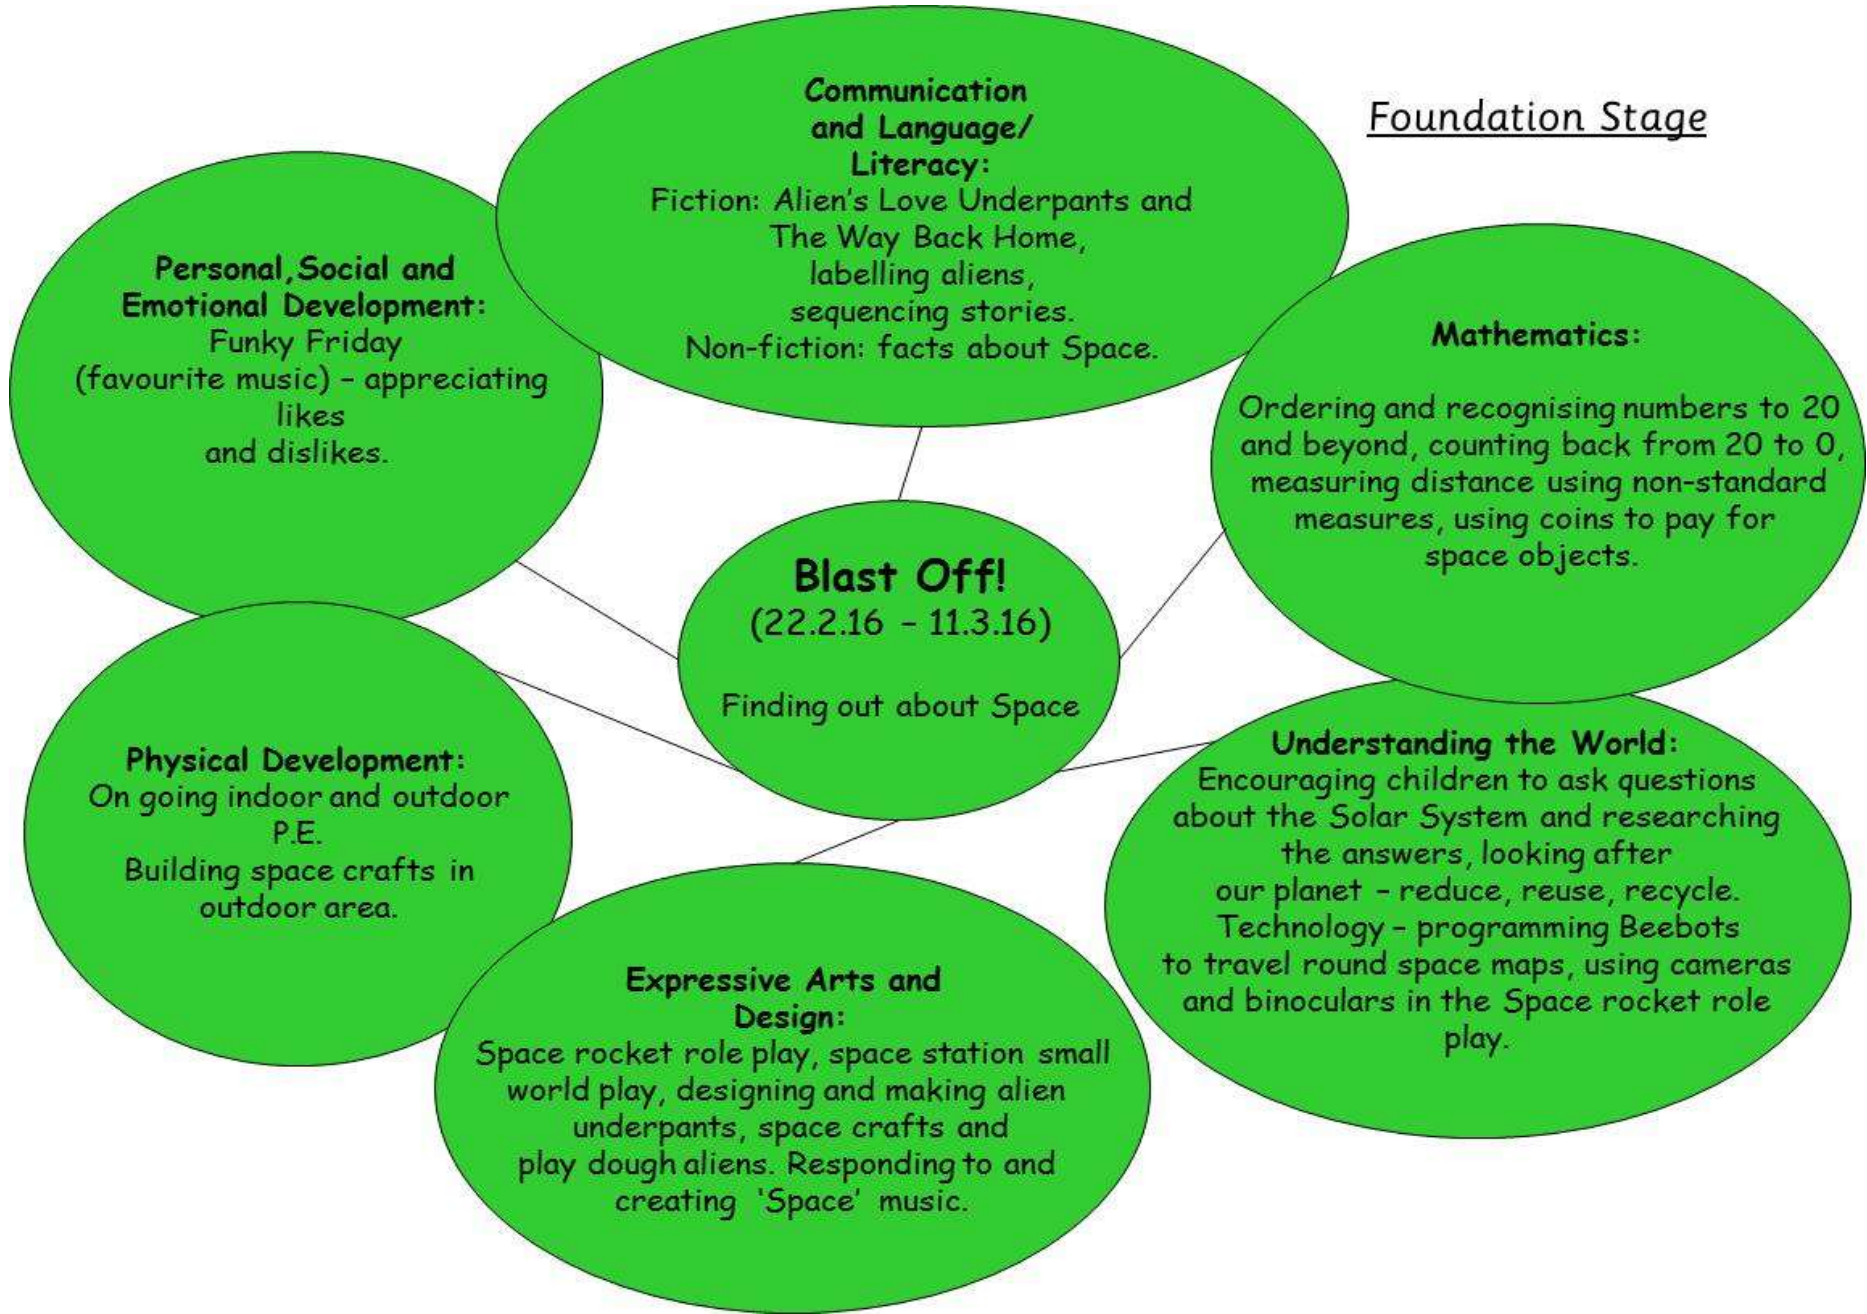 Foundation Stage
Communication
and Language/
Literacy:
Fiction: Alien's Love Underpants and
The Way Back Home,
labelling aliens,
sequencing stories.
Non-fiction: facts about Space.
Personal,Social and
Emotional Development:
Funky Friday
(favourite music) – appreciating
likes
and dislikes.
Mathematics:
Ordering and recognising numbers to 20
and beyond, counting back from 20 to 0,
measuring distance using non-standard
measures, using coins to pay for
space objects.
Blast Off!
(22.2.16 – 11.3.16)
Finding out about Space
Physical Development:
On going indoor and outdoor
P.E.
Building space crafts in
outdoor area.
Understanding the World:
Encouraging children to ask questions
about the Solar System and researching
the answers, looking after
our planet – reduce, reuse, recycle.
Technology – programming Beebots
to travel round space maps, using cameras
and binoculars in the Space rocket role
play.
Expressive Arts and
Design:
Space rocket role play, space station small
world play, designing and making alien
underpants, space crafts and
play dough aliens. Responding to and
creating 'Space' music.